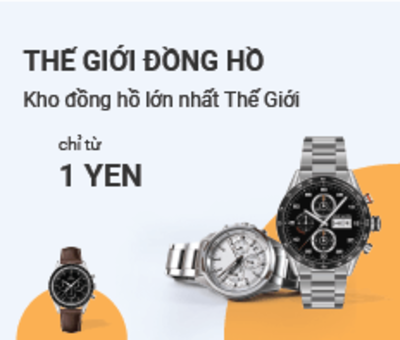 THẾ GIỚI ĐỒNG HỒ
Kho đồng hồ lớn nhất Thế Giới
chỉ từ
1 YEN